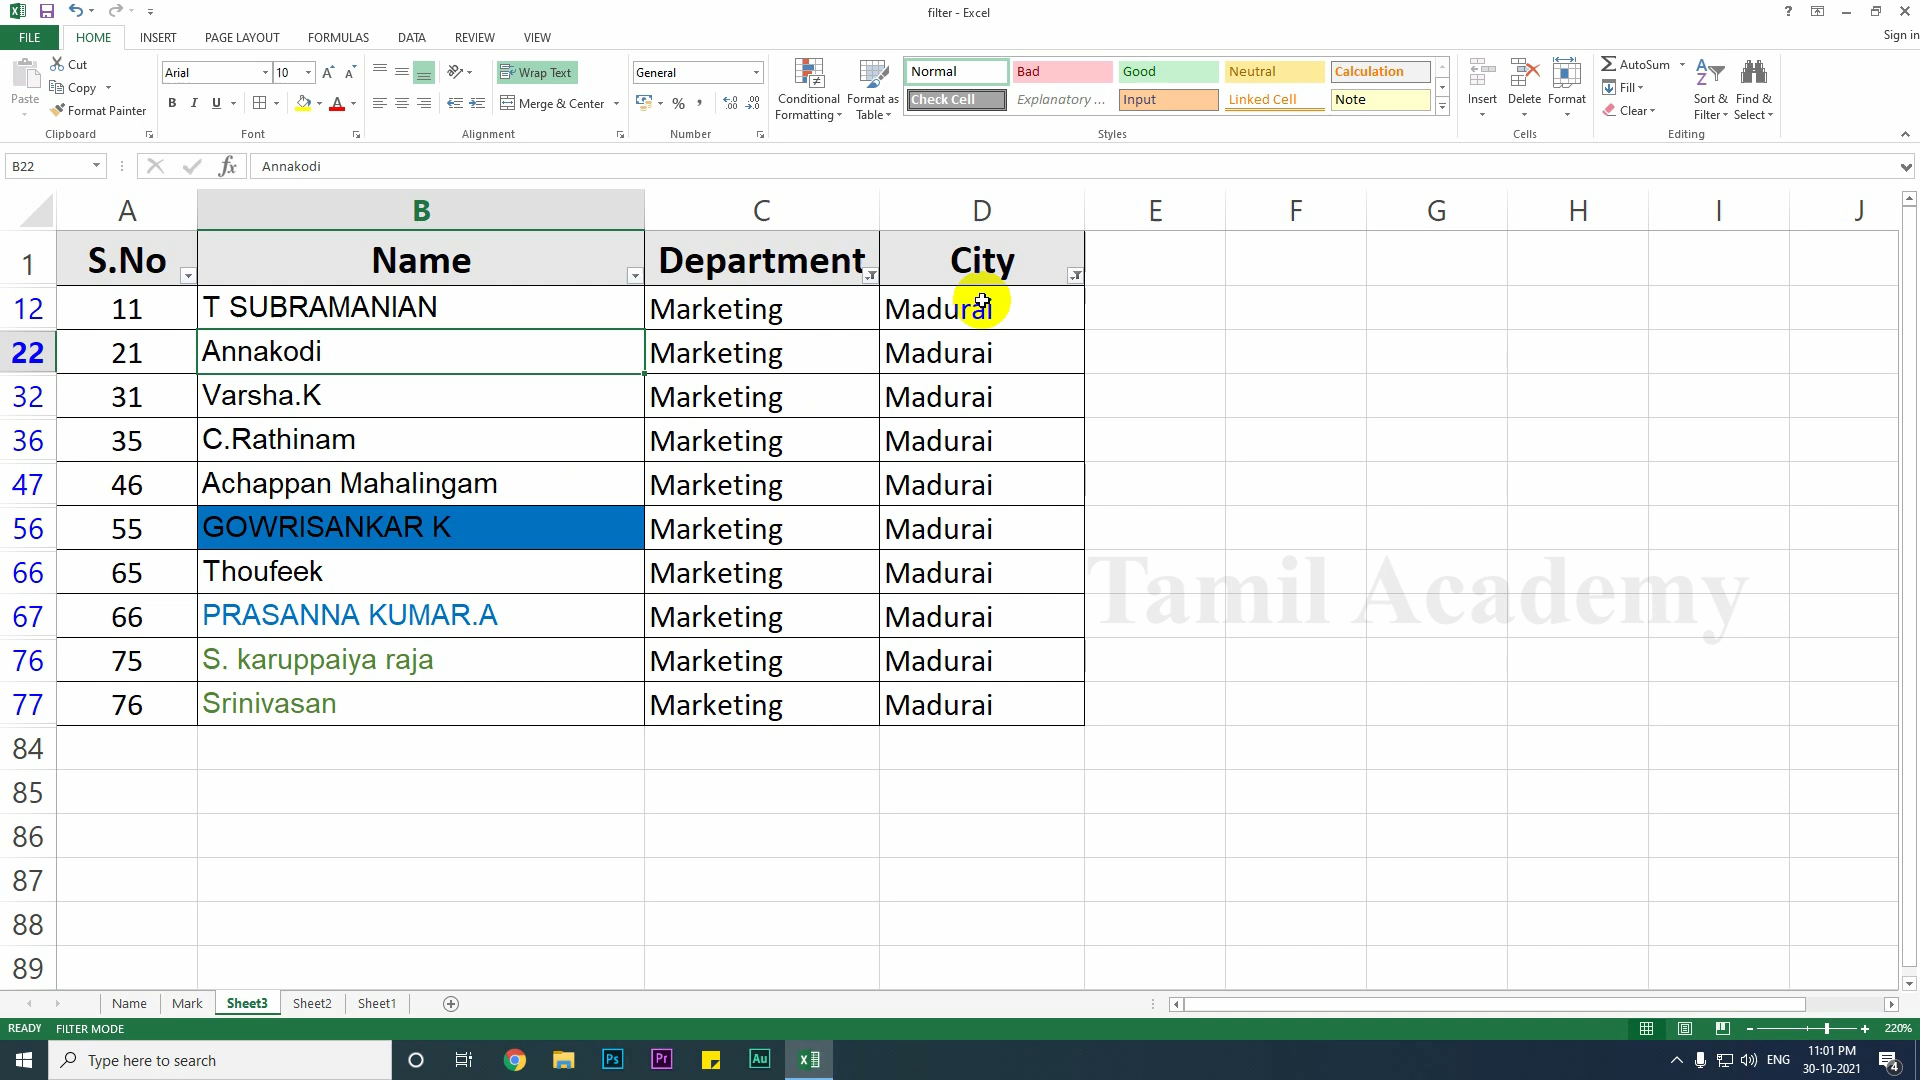 filter - Excel
Sign in
FILE HOME INSERT PAGE LAYOUT FORMULAS DATA REVIEW VIEW
Paste Cut Copy Format Painter Clipboard
Arial 10 B I U Font
Wrap Text Merge & Center Alignment
General % Number
Conditional Formatting Format as Table
Normal Bad Good Neutral Calculation
Check Cell Explanatory ... Input Linked Cell Note
Styles
Insert Delete Format Cells
AutoSum Fill Clear Sort & Filter Find & Select Editing
B22 fx Annakodi
A B C D E F G H I J
1 S.No Name Department City
12 11 T SUBRAMANIAN Marketing Madurai
22 21 Annakodi Marketing Madurai
32 31 Varsha.K Marketing Madurai
36 35 C.Rathinam Marketing Madurai
47 46 Achappan Mahalingam Marketing Madurai
56 55 GOWRISANKAR K Marketing Madurai
66 65 Thoufeek Marketing Madurai
67 66 PRASANNA KUMAR.A Marketing Madurai
76 75 S. karuppaiya raja Marketing Madurai
77 76 Srinivasan Marketing Madurai
Tamil Academy
84
85
86
87
88
89
Name Mark Sheet3 Sheet2 Sheet1
READY FILTER MODE 220%
Type here to search Ps Pr Au ENG 11:01 PM
30-10-2021 4